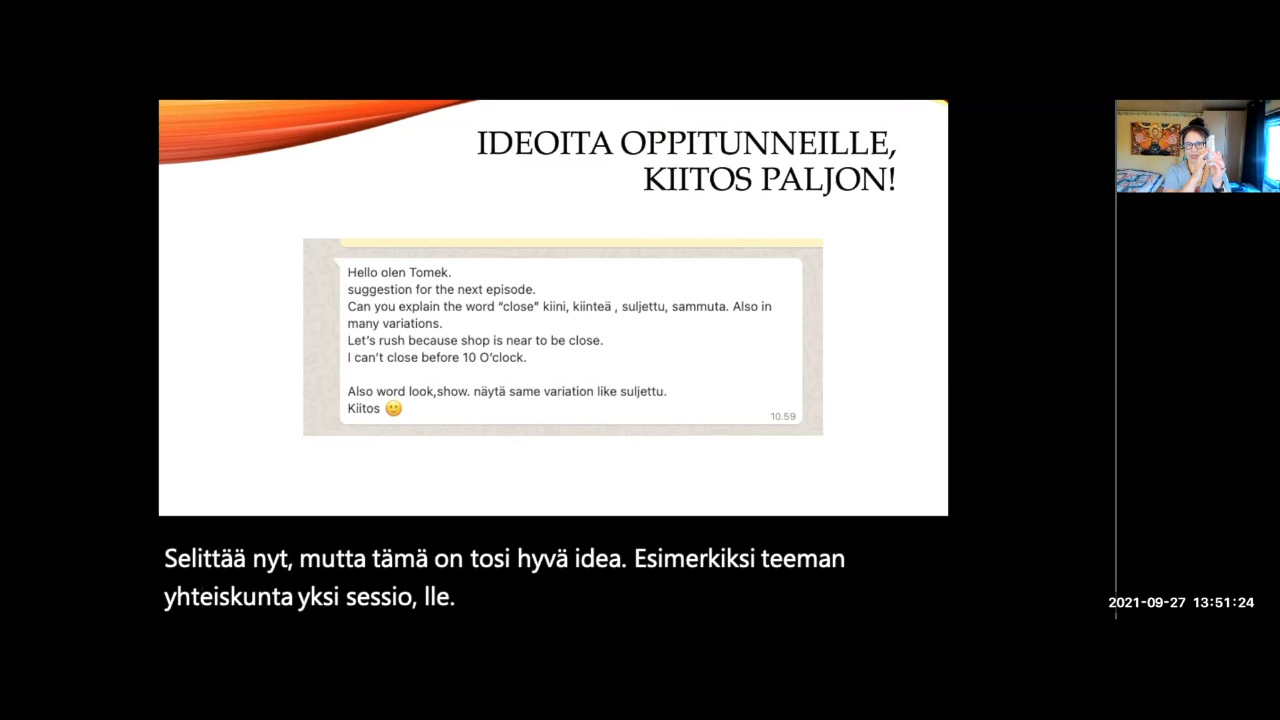 IDEOITA OPPITUNNEILLE,
KIITOS PALJON!
Hello olen Tomek.
suggestion for the next episode.
Can you explain the word “close” kiini, kiinteä , suljettu, sammuta. Also in
many variations.
Let’s rush because shop is near to be close.
I can’t close before 10 O’clock.
Also word look,show. näytä same variation like suljettu.
Kiitos 🙂
10.59
Selittää nyt, mutta tämä on tosi hyvä idea. Esimerkiksi teeman
yhteiskunta yksi sessio, lle.
2021-09-27 13:51:24